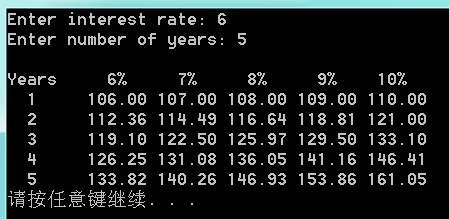 Enter interest rate: 6
Enter number of years: 5
Years 6% 7% 8% 9% 10%
1 106.00 107.00 108.00 109.00 110.00
2 112.36 114.49 116.64 118.81 121.00
3 119.10 122.50 125.97 129.50 133.10
4 126.25 131.08 136.05 141.16 146.41
5 133.82 140.26 146.93 153.86 161.05
请按任意键继续. . .